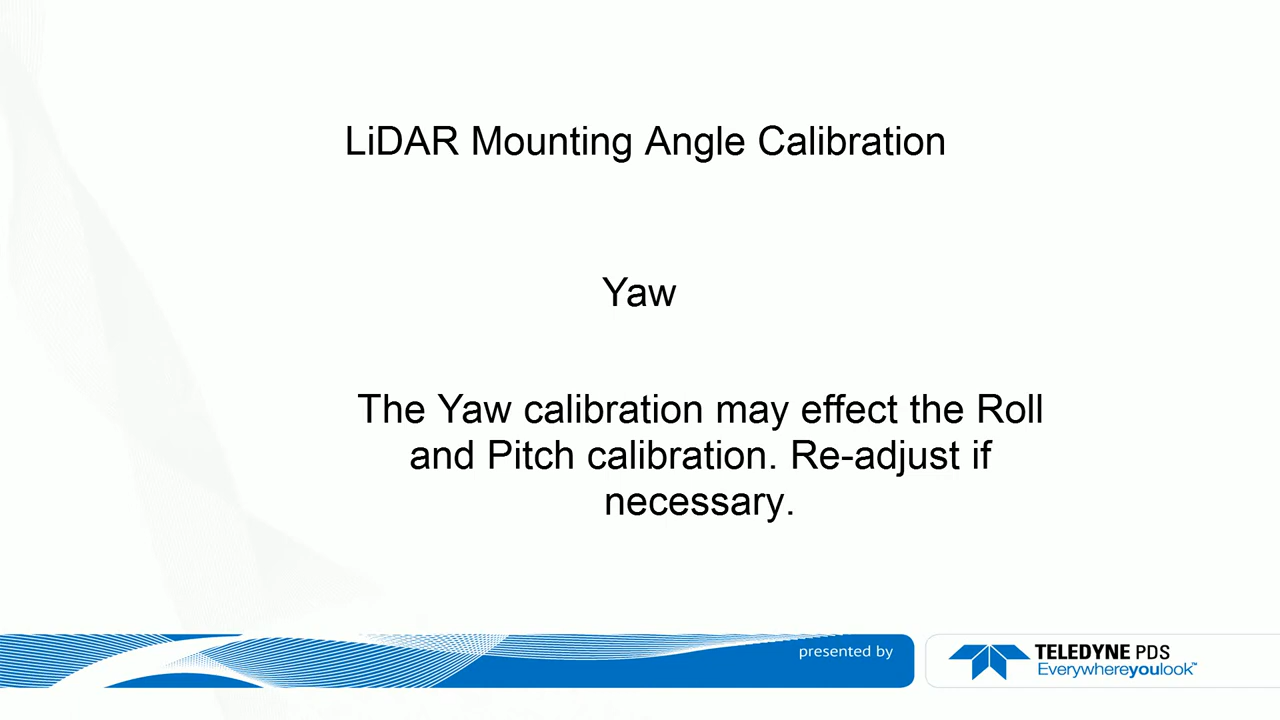 LiDAR Mounting Angle Calibration
Yaw
The Yaw calibration may effect the Roll
and Pitch calibration. Re-adjust if
necessary.
presented by
TELEDYNE PDS
Everywhereyoulook™